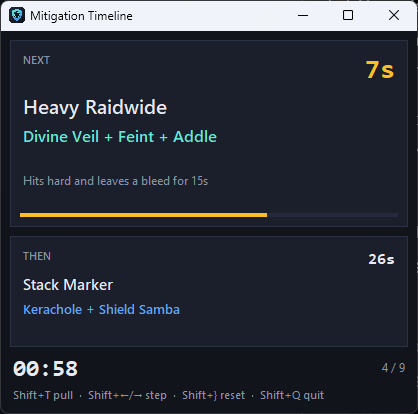 Mitigation Timeline
NEXT
7s
Heavy Raidwide
Divine Veil + Feint + Addle
Hits hard and leaves a bleed for 15s
THEN
26s
Stack Marker
Kerachole + Shield Samba
00:58
4 / 9
Shift+T pull · Shift+←/→ step · Shift+} reset · Shift+Q quit